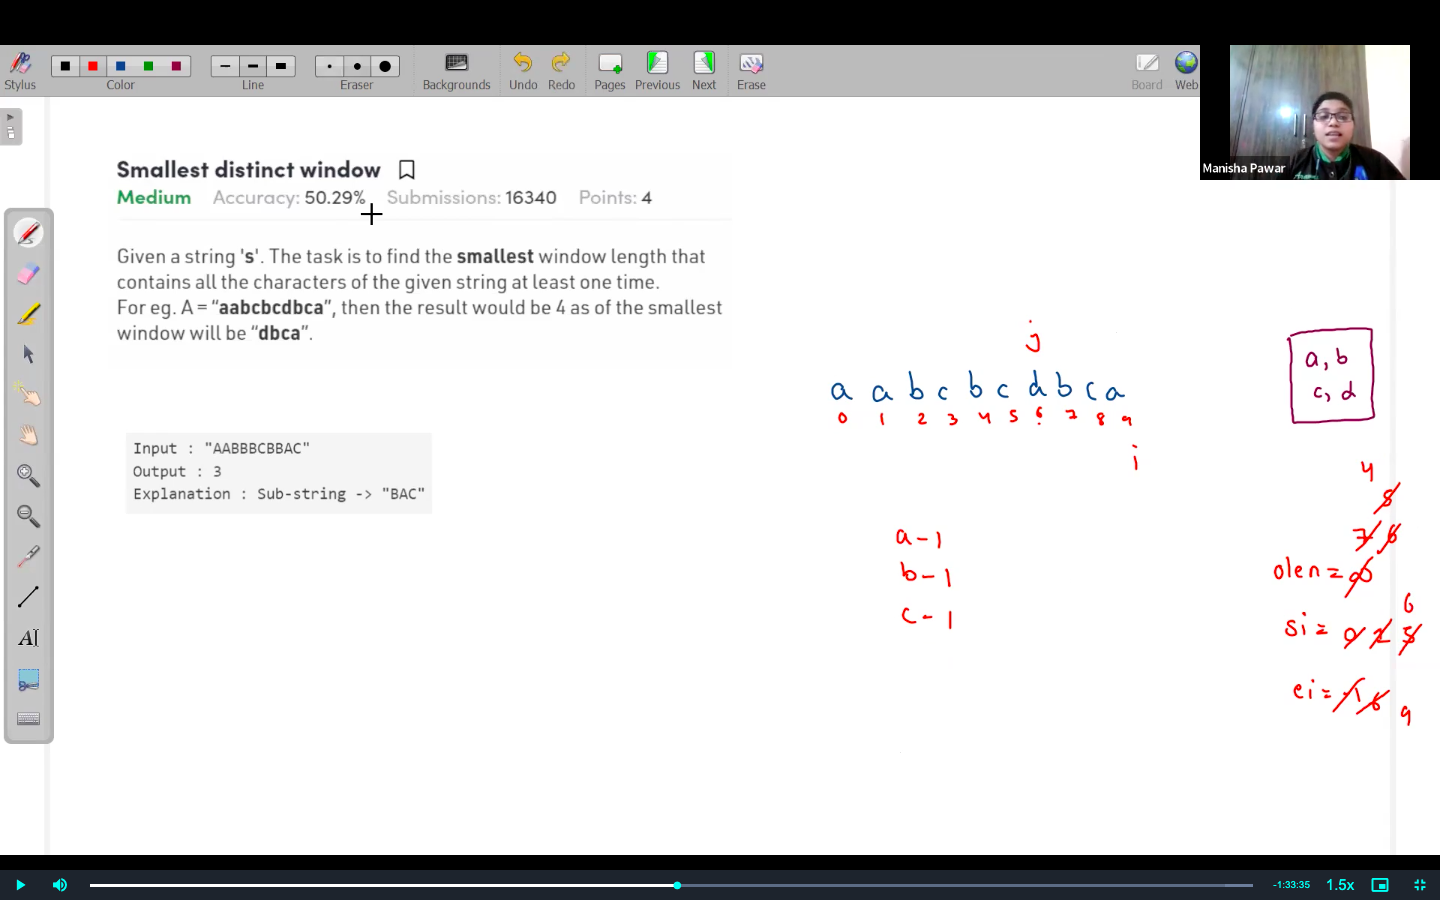 Stylus
Color
Line
Eraser
Backgrounds
Undo
Redo
Pages
Previous
Next
Erase
Board
Web
Manisha Pawar
Smallest distinct window
Medium Accuracy: 50.29% Submissions: 16340 Points: 4
Given a string 's'. The task is to find the smallest window length that
contains all the characters of the given string at least one time.
For eg. A = “aabcbcdbca”, then the result would be 4 as of the smallest
window will be “dbca”.
Input : "AABBBCBBAC"
Output : 3
Explanation : Sub-string -> "BAC"
j
a a b c b c d b c a
0 1 2 3 4 5 6 7 8 9
i
a, b
c, d
a - 1
b - 1
c - 1
4
5
7 6
olen = ∞
6
si = 0 2 5
ei = -1 6 9
AI
-1:33:35
1.5x